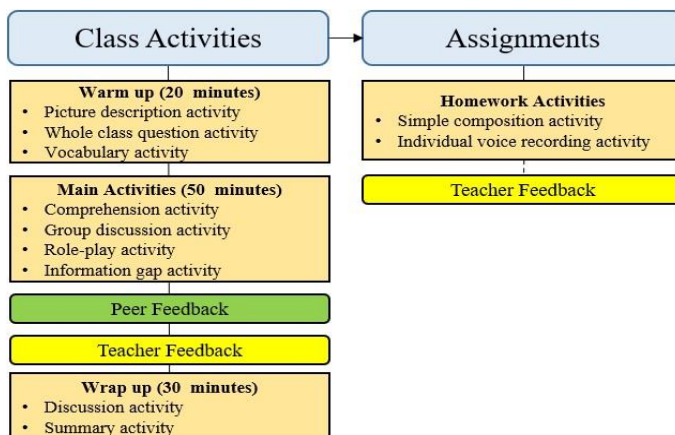 Class Activities
Warm up (20 minutes)
• Picture description activity
• Whole class question activity
• Vocabulary activity
Main Activities (50 minutes)
• Comprehension activity
• Group discussion activity
• Role-play activity
• Information gap activity
Peer Feedback
Teacher Feedback
Wrap up (30 minutes)
• Discussion activity
• Summary activity
Assignments
Homework Activities
• Simple composition activity
• Individual voice recording activity
Teacher Feedback